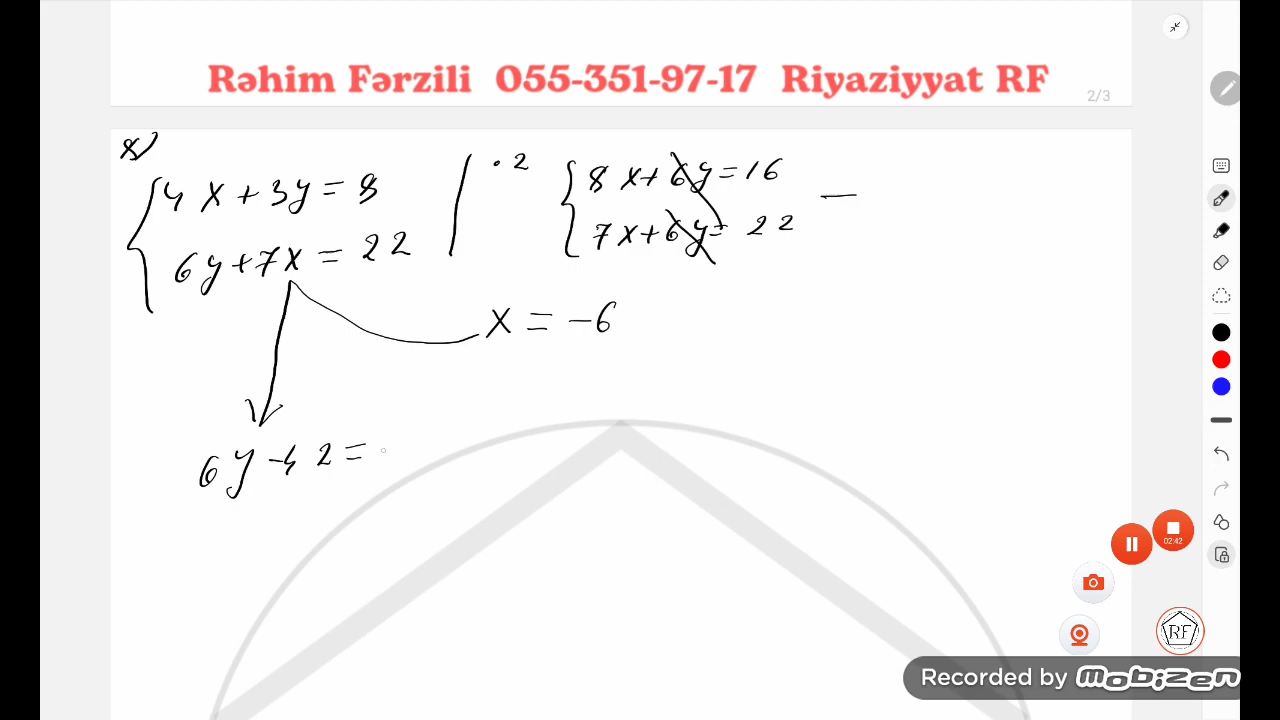 Rəhim Fərzili 055-351-97-17 Riyaziyyat RF
2/3
4x+3y=8
6y+7x=22
·2
8x+6y=16
7x+6y=22
—
x=-6
6y-42=
02:42
RF
Recorded by mobizen